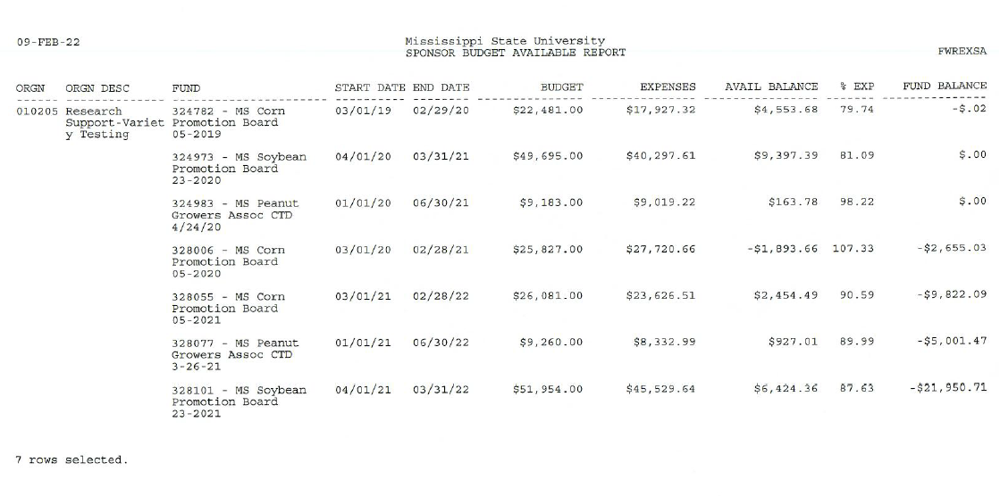 09-FEB-22 Mississippi State University
SPONSOR BUDGET AVAILABLE REPORT FWREXSA
ORGN ORGN DESC FUND START DATE END DATE BUDGET EXPENSES AVAIL BALANCE % EXP FUND BALANCE
010205 Research 324782 - MS Corn 03/01/19 02/29/20 $22,481.00 $17,927.32 $4,553.68 79.74 -$.02
Support-Variet Promotion Board
y Testing 05-2019
324973 - MS Soybean 04/01/20 03/31/21 $49,695.00 $40,297.61 $9,397.39 81.09 $.00
Promotion Board
23-2020
324983 - MS Peanut 01/01/20 06/30/21 $9,183.00 $9,019.22 $163.78 98.22 $.00
Growers Assoc CTD
4/24/20
328006 - MS Corn 03/01/20 02/28/21 $25,827.00 $27,720.66 -$1,893.66 107.33 -$2,655.03
Promotion Board
05-2020
328055 - MS Corn 03/01/21 02/28/22 $26,081.00 $23,626.51 $2,454.49 90.59 -$9,822.09
Promotion Board
05-2021
328077 - MS Peanut 01/01/21 06/30/22 $9,260.00 $8,332.99 $927.01 89.99 -$5,001.47
Growers Assoc CTD
3-26-21
328101 - MS Soybean 04/01/21 03/31/22 $51,954.00 $45,529.64 $6,424.36 87.63 -$21,950.71
Promotion Board
23-2021
7 rows selected.